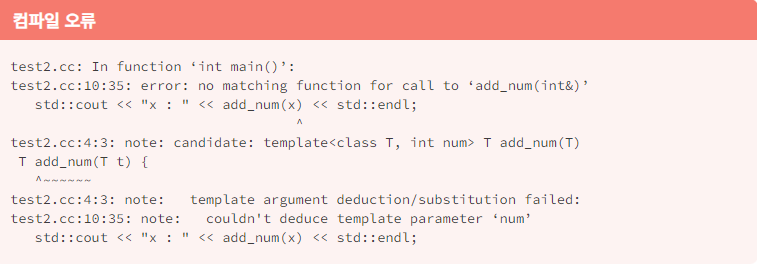 컴파일 오류
test2.cc: In function ‘int main()’:
test2.cc:10:35: error: no matching function for call to ‘add_num(int&)’
   std::cout << "x : " << add_num(x) << std::endl;
                                   ^
test2.cc:4:3: note: candidate: template<class T, int num> T add_num(T)
 T add_num(T t) {
   ^~~~~~~
test2.cc:4:3: note:   template argument deduction/substitution failed:
test2.cc:10:35: note:   couldn't deduce template parameter ‘num’
   std::cout << "x : " << add_num(x) << std::endl;